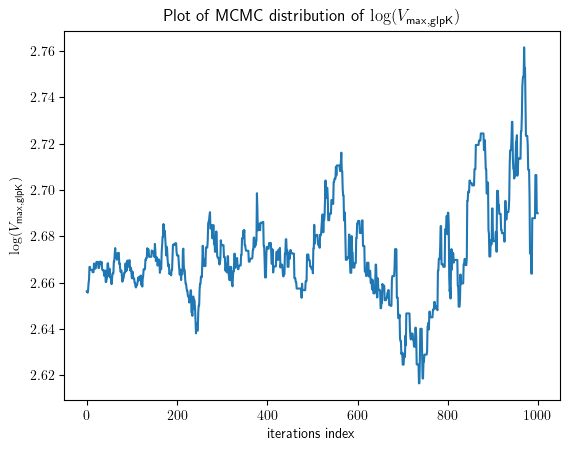 Plot of MCMC distribution of log(V_max,glpK)
2.76
2.74
2.72
2.70
2.68
2.66
2.64
2.62
log(V_max,glpK)
0 200 400 600 800 1000
iterations index